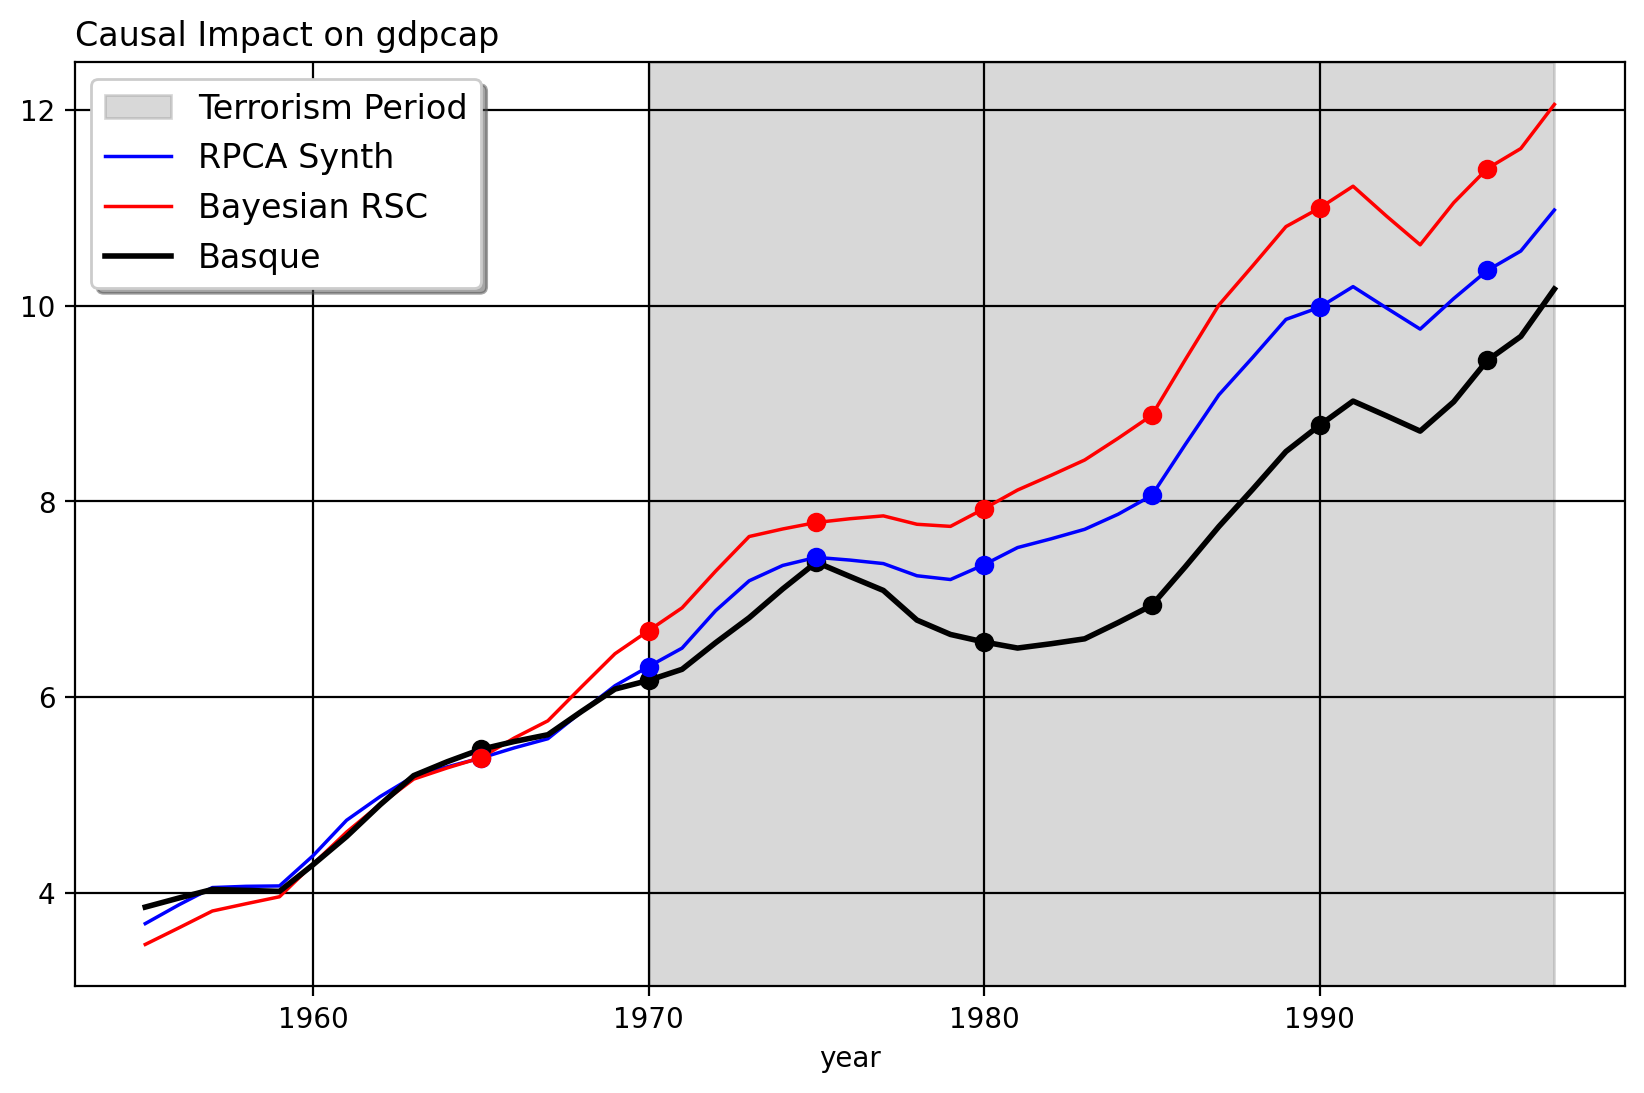 Causal Impact on gdpcap
Terrorism Period
RPCA Synth
Bayesian RSC
Basque
12
10
8
6
4
1960
1970
1980
1990
year